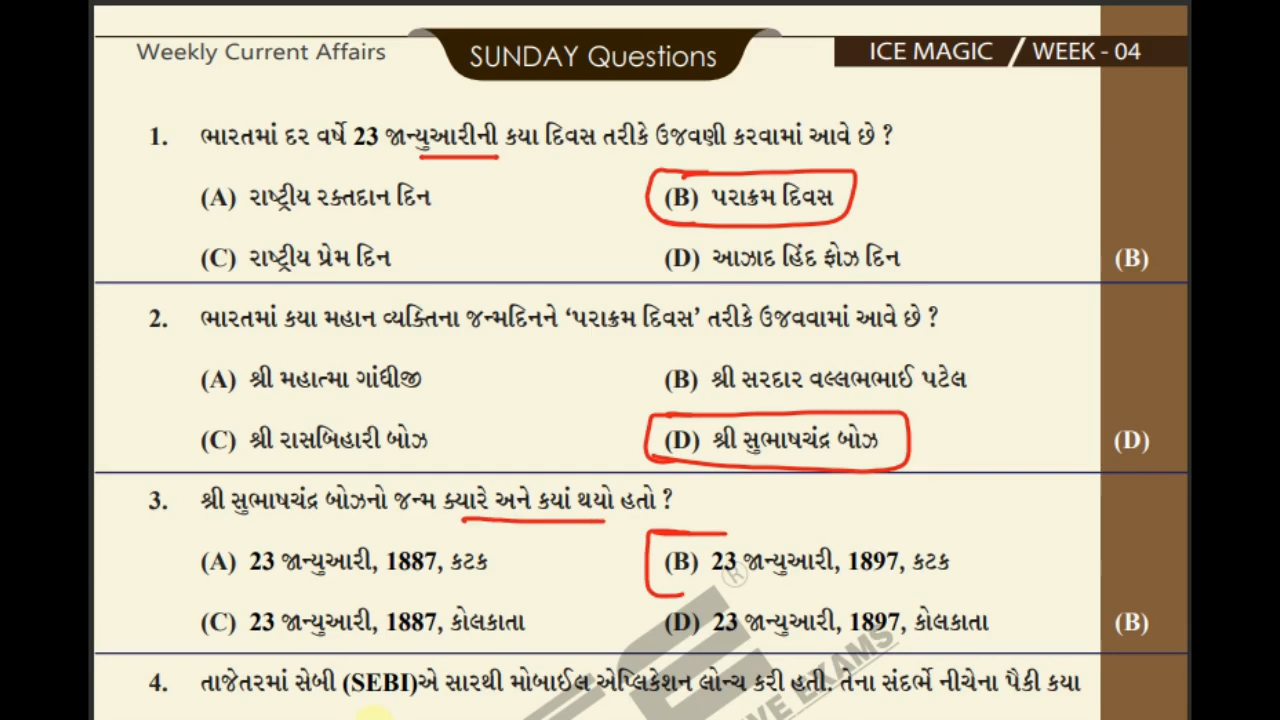 Weekly Current Affairs
SUNDAY Questions
ICE MAGIC / WEEK - 04
1. ભારતમાં દર વર્ષે 23 જાન્યુઆરીની કયા દિવસ તરીકે ઉજવણી કરવામાં આવે છે ?
(A) રાષ્ટ્રીય રક્તદાન દિન (B) પરાક્રમ દિવસ
(C) રાષ્ટ્રીય પ્રેમ દિન (D) આઝાદ હિંદ ફોઝ દિન (B)
2. ભારતમાં કયા મહાન વ્યક્તિના જન્મદિનને ‘પરાક્રમ દિવસ’ તરીકે ઉજવવામાં આવે છે ?
(A) શ્રી મહાત્મા ગાંધીજી (B) શ્રી સરદાર વલ્લભભાઈ પટેલ
(C) શ્રી રાસબિહારી બોઝ (D) શ્રી સુભાષચંદ્ર બોઝ (D)
3. શ્રી સુભાષચંદ્ર બોઝનો જન્મ ક્યારે અને કયાં થયો હતો ?
(A) 23 જાન્યુઆરી, 1887, કટક (B) 23 જાન્યુઆરી, 1897, કટક
(C) 23 જાન્યુઆરી, 1887, કોલકાતા (D) 23 જાન્યુઆરી, 1897, કોલકાતા (B)
4. તાજેતરમાં સેબી (SEBI)એ સારથી મોબાઈલ એપ્લિકેશન લોન્ચ કરી હતી. તેના સંદર્ભે નીચેના પૈકી કયા